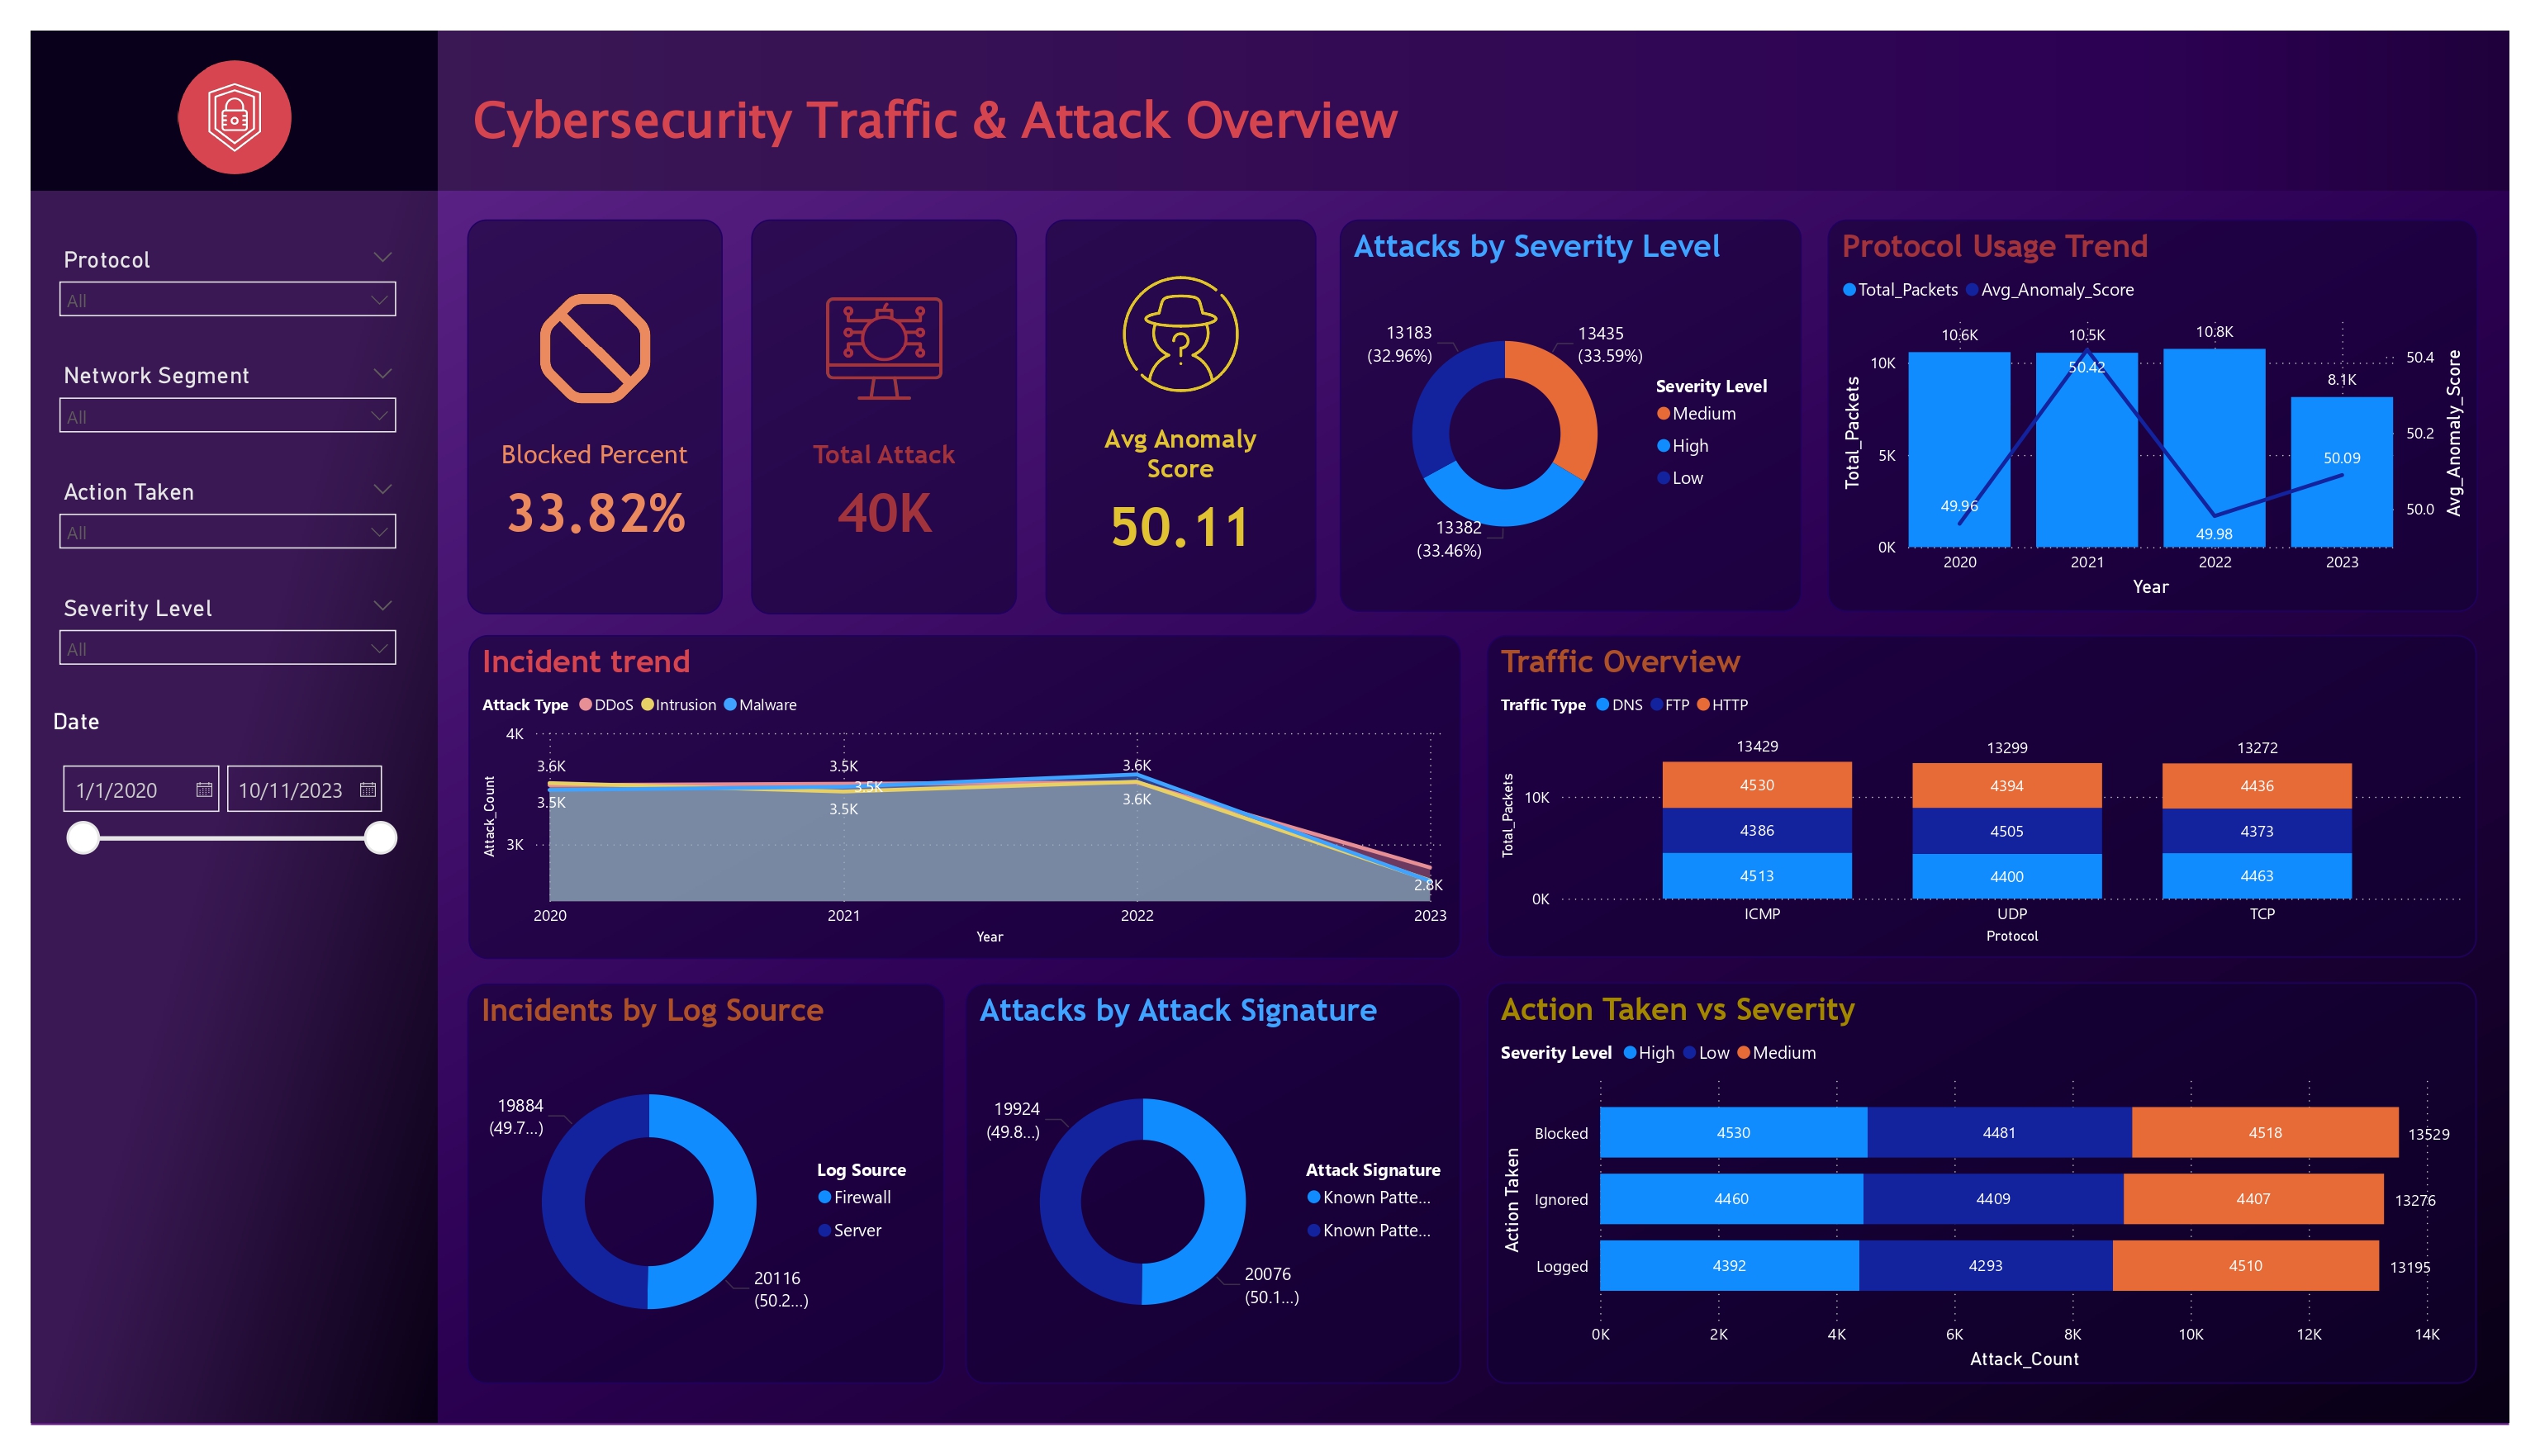 Cybersecurity Traffic & Attack Overview
Protocol
All
Network Segment
All
Action Taken
All
Severity Level
All
Date
1/1/2020
10/11/2023
Blocked Percent
33.82%
Total Attack
40K
Avg Anomaly
Score
50.11
Attacks by Severity Level
13183
(32.96%)
13435
(33.59%)
13382
(33.46%)
Severity Level
Medium
High
Low
Protocol Usage Trend
Total_Packets Avg_Anomaly_Score
Total_Packets
10K
5K
0K
10.6K
10.5K
10.8K
8.1K
49.96
50.42
49.98
50.09
50.4
50.2
50.0
Avg_Anomaly_Score
2020
2021
2022
2023
Year
Incident trend
Attack Type DDoS Intrusion Malware
Attack_Count
4K
3K
3.6K
3.5K
3.5K
3.5K
3.5K
3.6K
3.6K
2.8K
2020
2021
2022
2023
Year
Traffic Overview
Traffic Type DNS FTP HTTP
Total_Packets
10K
0K
13429
4530
4386
4513
13299
4394
4505
4400
13272
4436
4373
4463
ICMP
UDP
TCP
Protocol
Incidents by Log Source
19884
(49.7...)
20116
(50.2...)
Log Source
Firewall
Server
Attacks by Attack Signature
19924
(49.8...)
20076
(50.1...)
Attack Signature
Known Patte...
Known Patte...
Action Taken vs Severity
Severity Level High Low Medium
Action Taken
Blocked 4530 4481 4518 13529
Ignored 4460 4409 4407 13276
Logged 4392 4293 4510 13195
0K 2K 4K 6K 8K 10K 12K 14K
Attack_Count